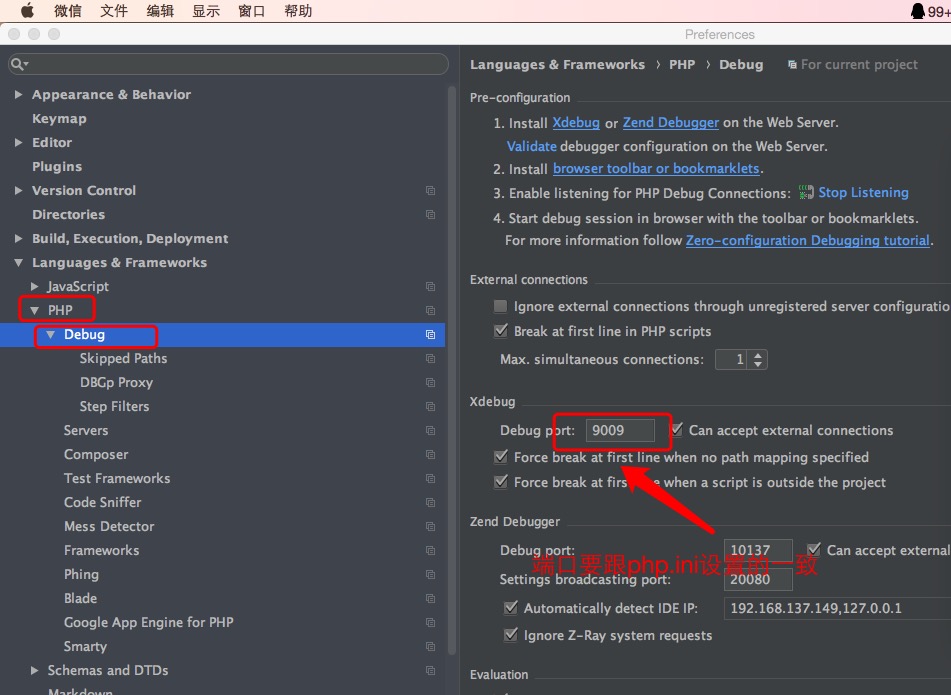 微信 文件 编辑 显示 窗口 帮助 99+
Preferences
Appearance & Behavior
Keymap
Editor
Plugins
Version Control
Directories
Build, Execution, Deployment
Languages & Frameworks
JavaScript
PHP
Debug
Skipped Paths
DBGp Proxy
Step Filters
Servers
Composer
Test Frameworks
Code Sniffer
Mess Detector
Frameworks
Phing
Blade
Google App Engine for PHP
Smarty
Schemas and DTDs
Markdown
Languages & Frameworks › PHP › Debug For current project
Pre-configuration
1. Install Xdebug or Zend Debugger on the Web Server.
Validate debugger configuration on the Web Server.
2. Install browser toolbar or bookmarklets.
3. Enable listening for PHP Debug Connections: Stop Listening
4. Start debug session in browser with the toolbar or bookmarklets.
For more information follow Zero-configuration Debugging tutorial.
External connections
Ignore external connections through unregistered server configuratio
Break at first line in PHP scripts
Max. simultaneous connections: 1
Xdebug
Debug port: 9009 Can accept external connections
Force break at first line when no path mapping specified
Force break at first line when a script is outside the project
Zend Debugger
Debug port: 10137 Can accept external
端口要跟php.ini设置的一致
Settings broadcasting port: 20080
Automatically detect IDE IP: 192.168.137.149,127.0.0.1
Ignore Z-Ray system requests
Evaluation